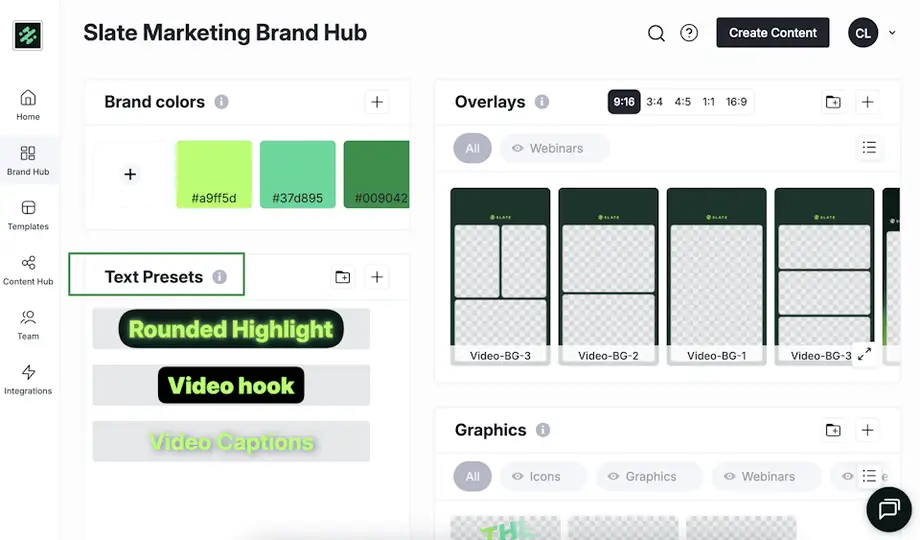 Slate Marketing Brand Hub
Create Content
CL
Home
Brand Hub
Templates
Content Hub
Team
Integrations
Brand colors
#a9ff5d
#37d895
#009042
Text Presets
Rounded Highlight
Video hook
Video Captions
Overlays
9:16 3:4 4:5 1:1 16:9
All Webinars
SLATE SLATE SLATE SLATE
Video-BG-3 Video-BG-2 Video-BG-1 Video-BG-3
Graphics
All Icons Graphics Webinars